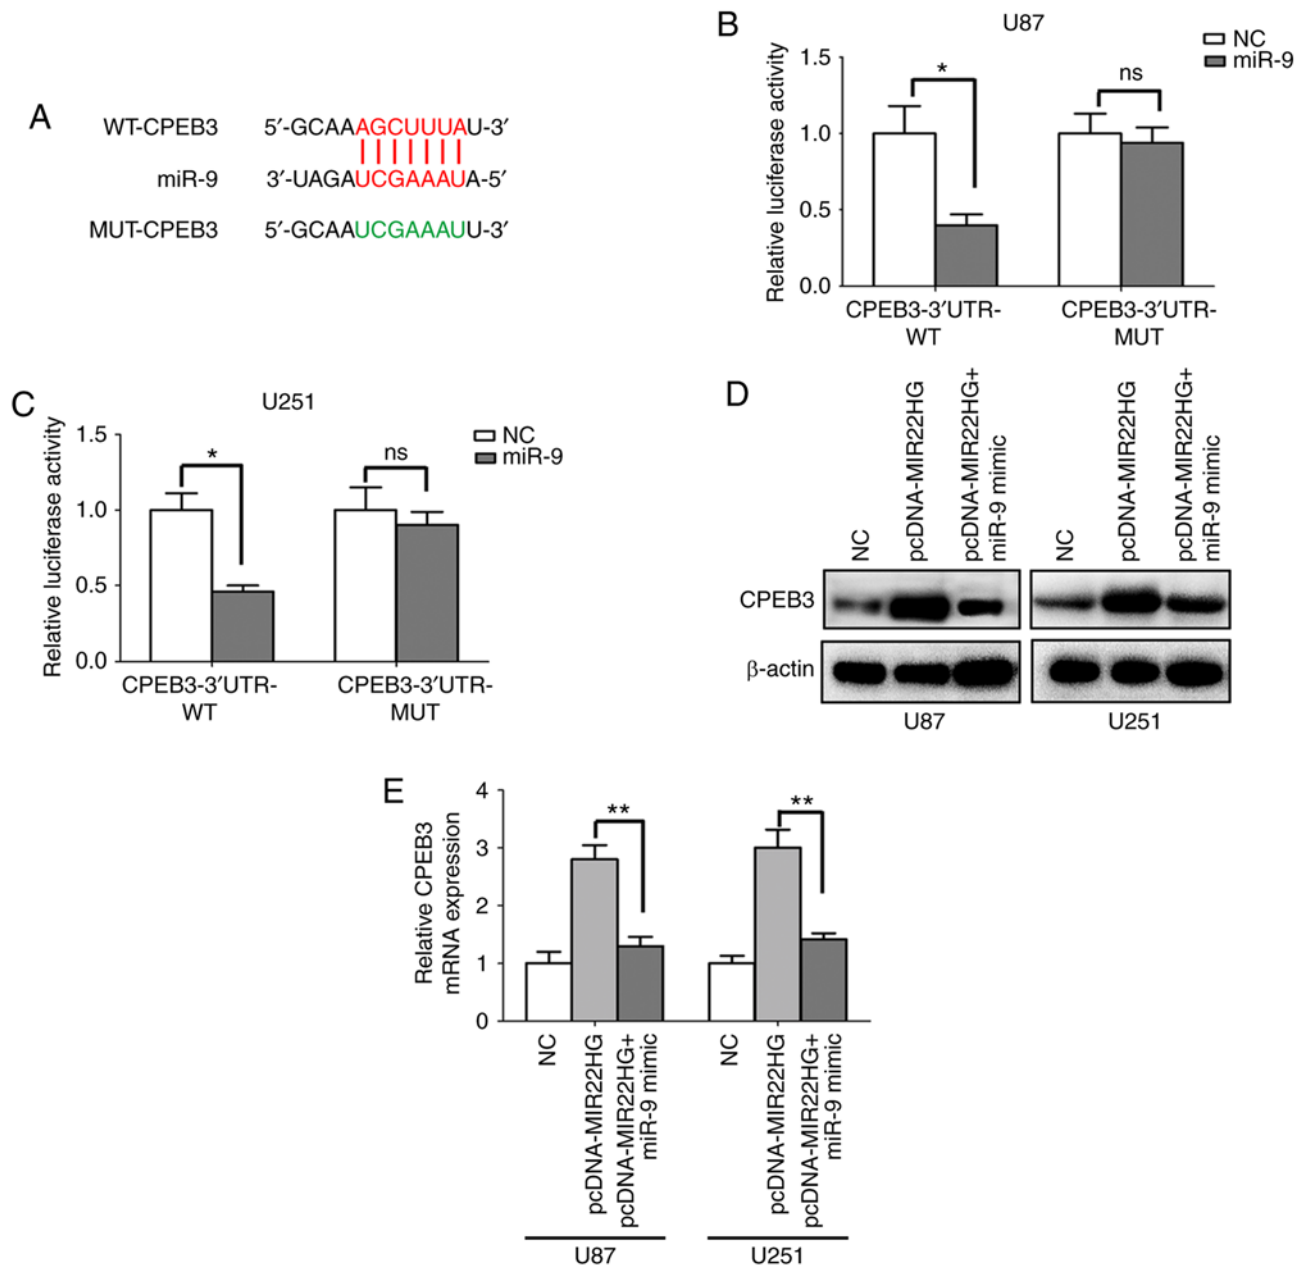 A
WT-CPEB3 5′-GCAAAGCUUUAU-3′
miR-9 3′-UAGAUCGAAAUA-5′
MUT-CPEB3 5′-GCAAUCGAAAUU-3′
B
U87
NC
miR-9
Relative luciferase activity
1.5
1.0
0.5
0.0
*
ns
CPEB3-3′UTR-
WT
CPEB3-3′UTR-
MUT
C
U251
NC
miR-9
Relative luciferase activity
1.5
1.0
0.5
0.0
*
ns
CPEB3-3′UTR-
WT
CPEB3-3′UTR-
MUT
D
NC
pcDNA-MIR22HG
pcDNA-MIR22HG+
miR-9 mimic
NC
pcDNA-MIR22HG
pcDNA-MIR22HG+
miR-9 mimic
CPEB3
β-actin
U87
U251
E
Relative CPEB3
mRNA expression
4
3
2
1
0
**
**
NC
pcDNA-MIR22HG
pcDNA-MIR22HG+
miR-9 mimic
NC
pcDNA-MIR22HG
pcDNA-MIR22HG+
miR-9 mimic
U87
U251